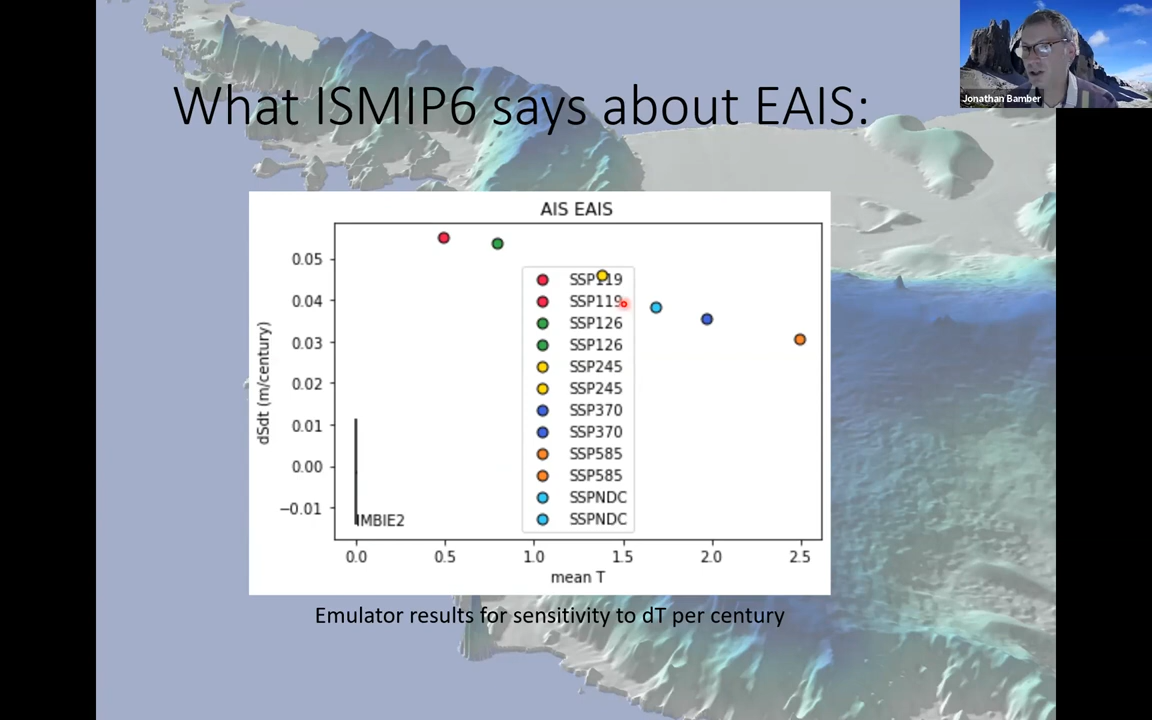 What ISMIP6 says about EAIS:
Jonathan Bamber
AIS EAIS
dSdt (m/century)
0.05
0.04
0.03
0.02
0.01
0.00
−0.01
SSP119
SSP119
SSP126
SSP126
SSP245
SSP245
SSP370
SSP370
SSP585
SSP585
SSPNDC
SSPNDC
IMBIE2
0.0 0.5 1.0 1.5 2.0 2.5
mean T
Emulator results for sensitivity to dT per century